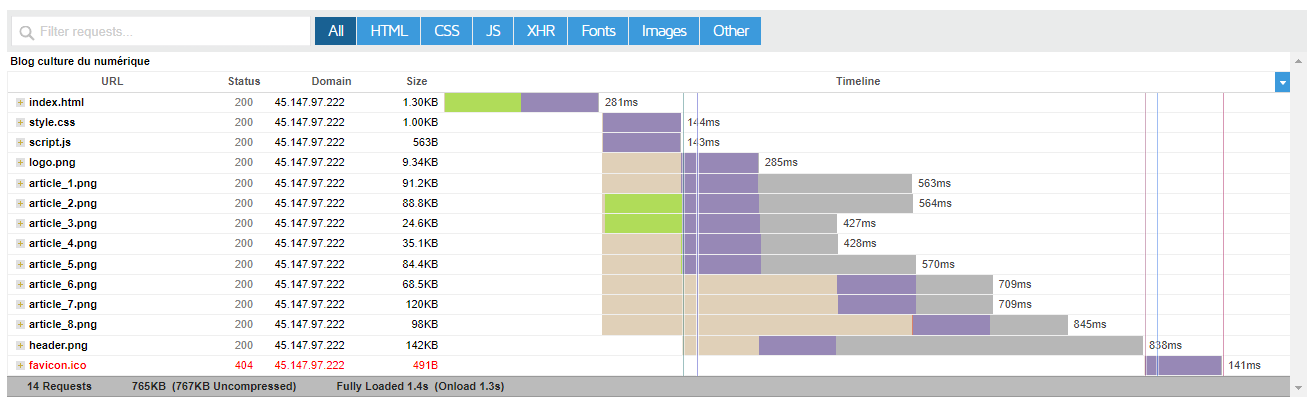 Filter requests... All HTML CSS JS XHR Fonts Images Other
Blog culture du numérique
URL Status Domain Size Timeline
index.html 200 45.147.97.222 1.30KB 281ms
style.css 200 45.147.97.222 1.00KB 144ms
script.js 200 45.147.97.222 563B 143ms
logo.png 200 45.147.97.222 9.34KB 285ms
article_1.png 200 45.147.97.222 91.2KB 563ms
article_2.png 200 45.147.97.222 88.8KB 564ms
article_3.png 200 45.147.97.222 24.6KB 427ms
article_4.png 200 45.147.97.222 35.1KB 428ms
article_5.png 200 45.147.97.222 84.4KB 570ms
article_6.png 200 45.147.97.222 68.5KB 709ms
article_7.png 200 45.147.97.222 120KB 709ms
article_8.png 200 45.147.97.222 98KB 845ms
header.png 200 45.147.97.222 142KB 838ms
favicon.ico 404 45.147.97.222 491B 141ms
14 Requests 765KB (767KB Uncompressed) Fully Loaded 1.4s (Onload 1.3s)